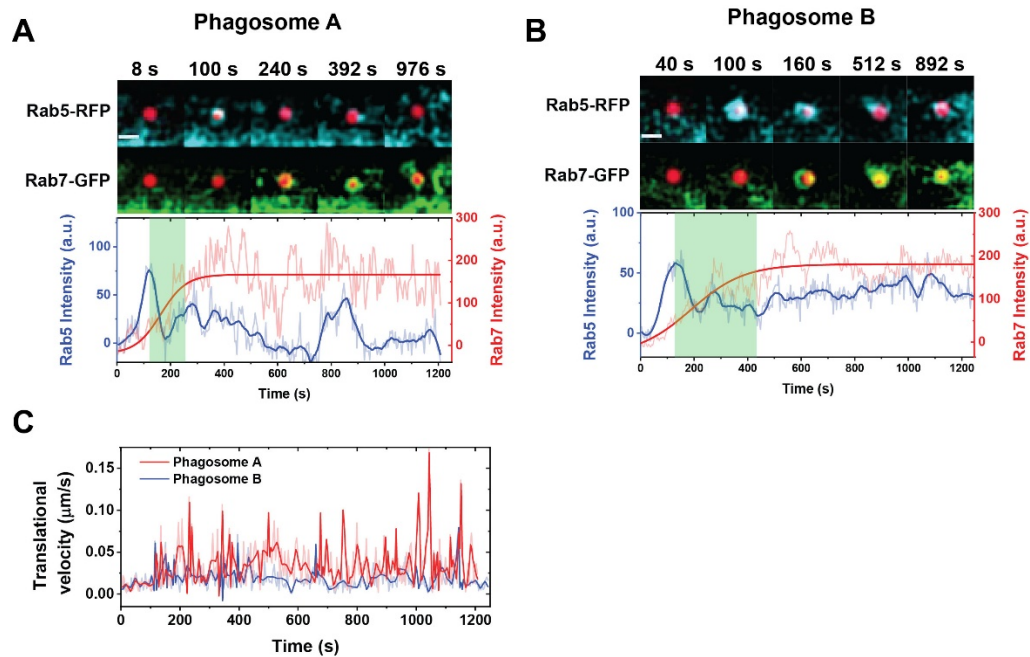 A
Phagosome A
8 s 100 s 240 s 392 s 976 s
Rab5-RFP
Rab7-GFP
Rab5 Intensity (a.u.)
100
50
0
Rab7 Intensity (a.u.)
300
200
100
0
0 200 400 600 800 1000 1200
Time (s)
B
Phagosome B
40 s 100 s 160 s 512 s 892 s
Rab5-RFP
Rab7-GFP
Rab5 Intensity (a.u.)
100
50
0
Rab7 Intensity (a.u.)
300
200
100
0
0 200 400 600 800 1000 1200
Time (s)
C
Translational
velocity (μm/s)
0.15
0.10
0.05
0.00
Phagosome A
Phagosome B
0 200 400 600 800 1000 1200
Time (s)